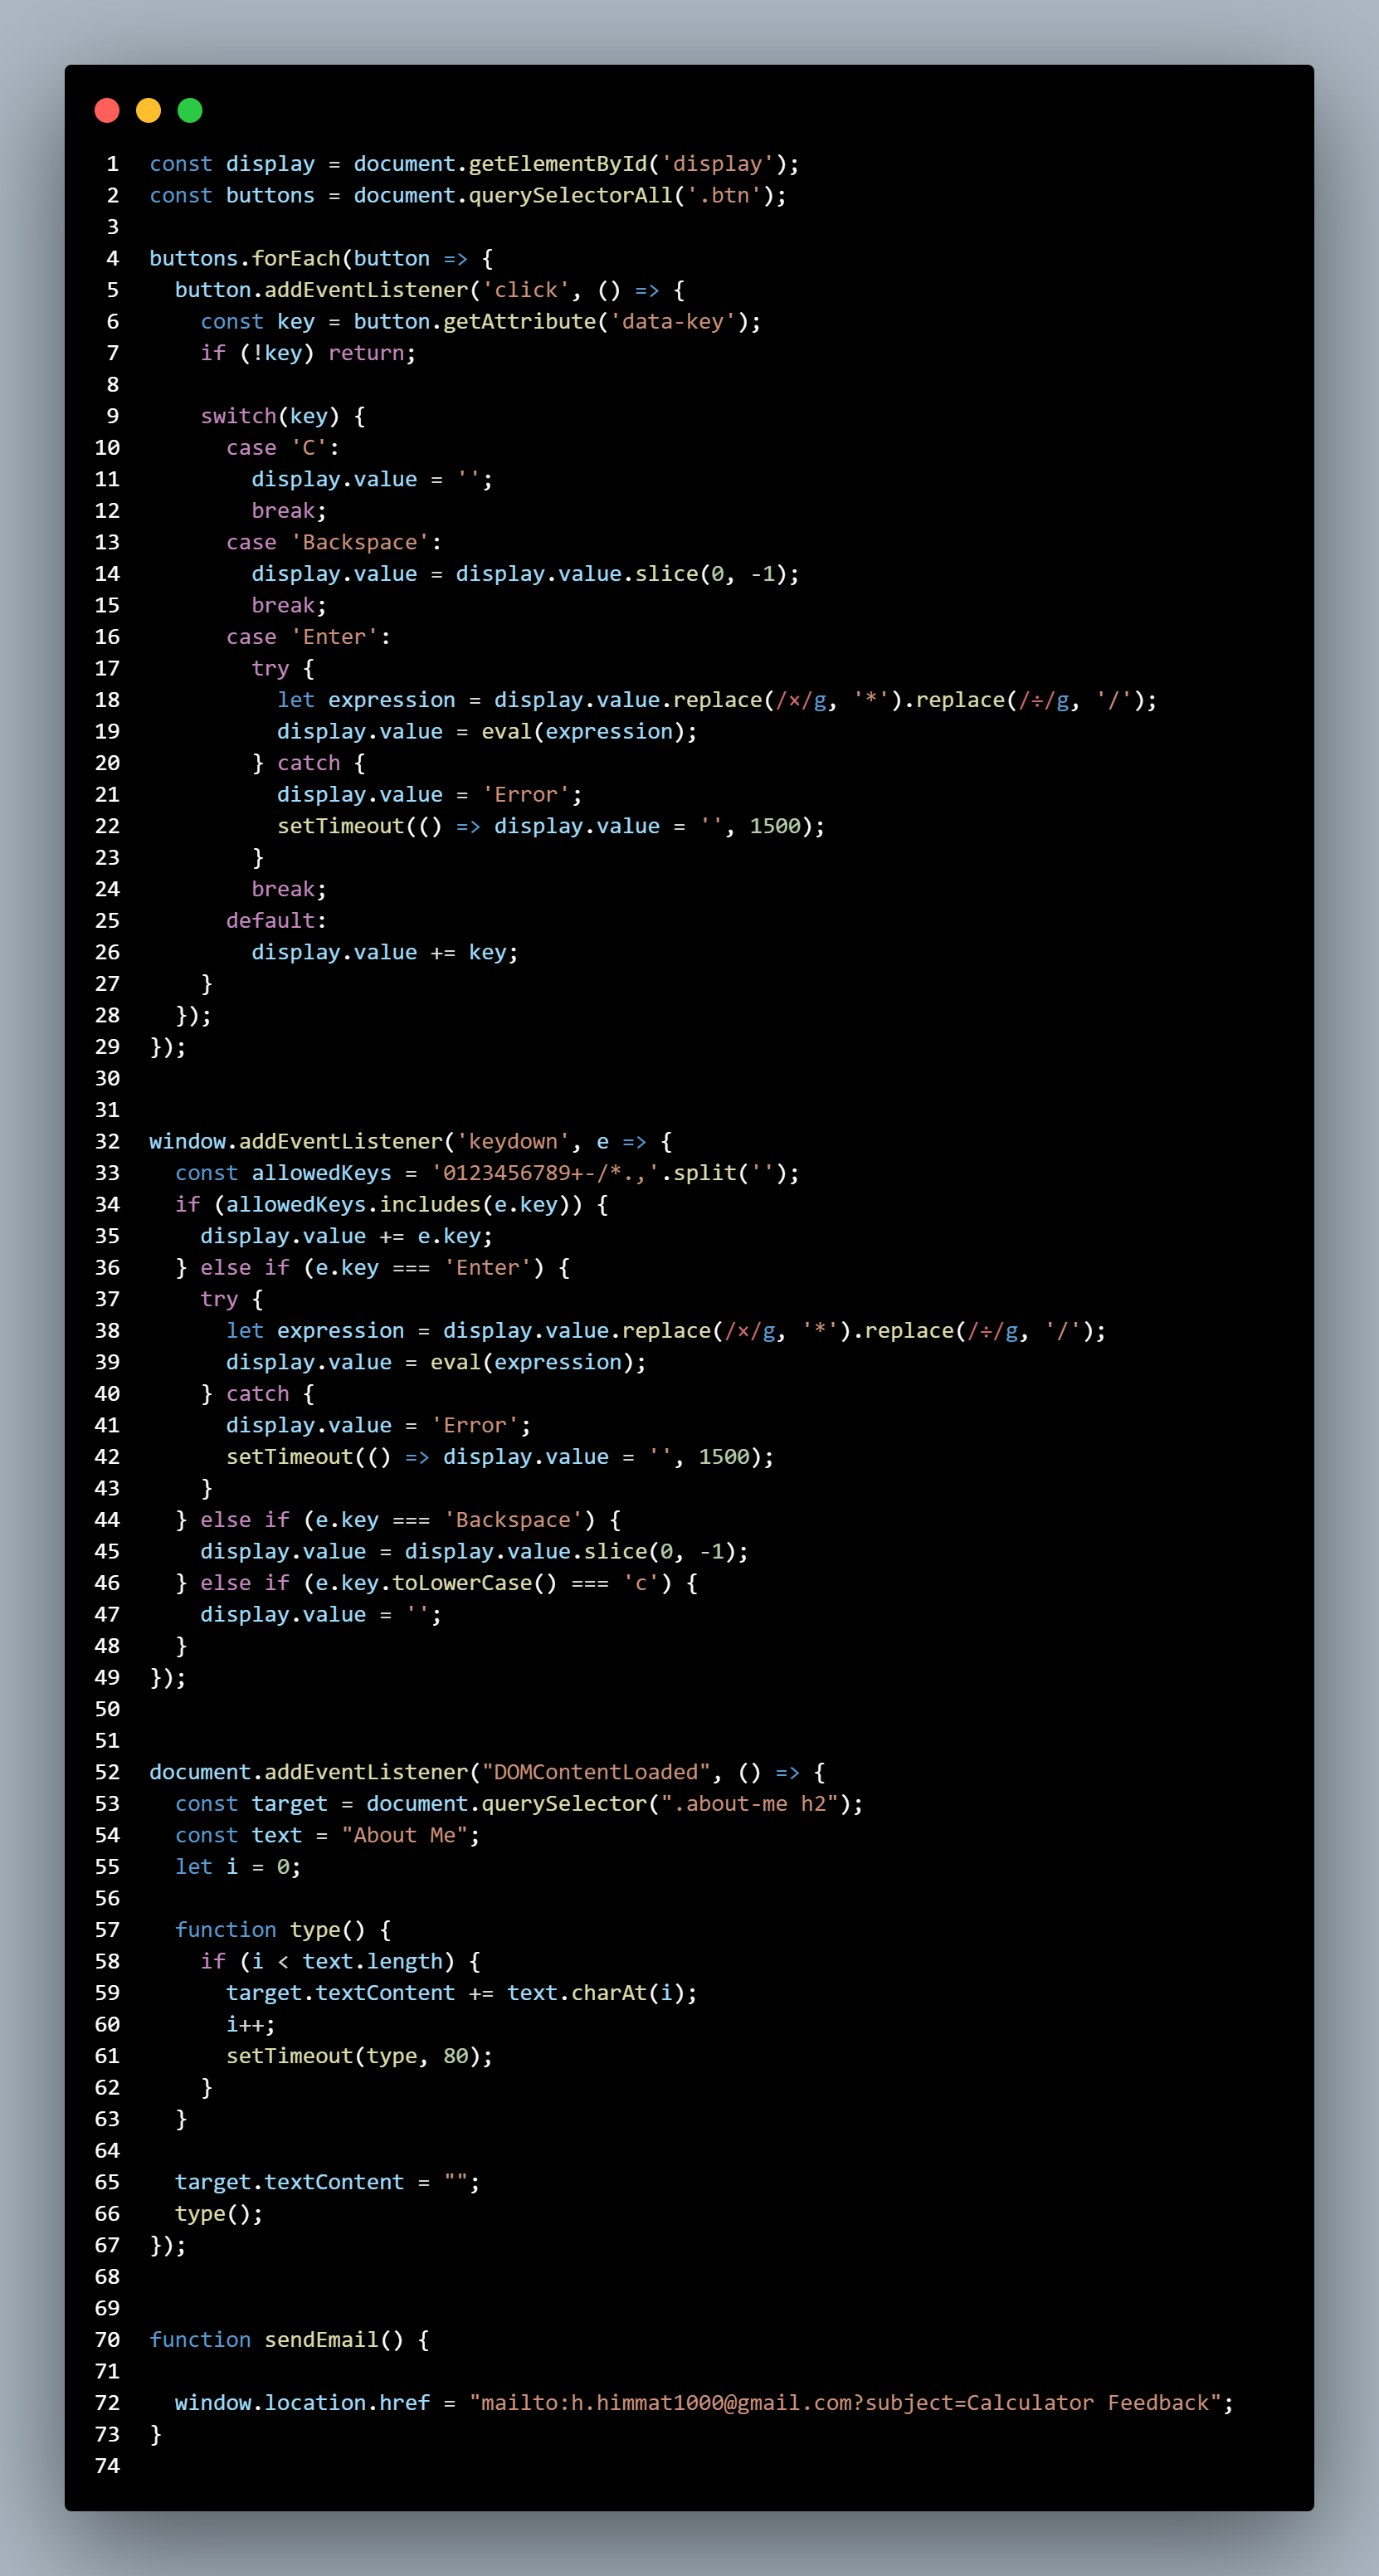 1 const display = document.getElementById('display');
2 const buttons = document.querySelectorAll('.btn');
3
4 buttons.forEach(button => {
5   button.addEventListener('click', () => {
6     const key = button.getAttribute('data-key');
7     if (!key) return;
8
9     switch(key) {
10       case 'C':
11         display.value = '';
12         break;
13       case 'Backspace':
14         display.value = display.value.slice(0, -1);
15         break;
16       case 'Enter':
17         try {
18           let expression = display.value.replace(/×/g, '*').replace(/÷/g, '/');
19           display.value = eval(expression);
20         } catch {
21           display.value = 'Error';
22           setTimeout(() => display.value = '', 1500);
23         }
24         break;
25       default:
26         display.value += key;
27     }
28   });
29 });
30
31
32 window.addEventListener('keydown', e => {
33   const allowedKeys = '0123456789+-/*.,'.split('');
34   if (allowedKeys.includes(e.key)) {
35     display.value += e.key;
36   } else if (e.key === 'Enter') {
37     try {
38       let expression = display.value.replace(/×/g, '*').replace(/÷/g, '/');
39       display.value = eval(expression);
40     } catch {
41       display.value = 'Error';
42       setTimeout(() => display.value = '', 1500);
43     }
44   } else if (e.key === 'Backspace') {
45     display.value = display.value.slice(0, -1);
46   } else if (e.key.toLowerCase() === 'c') {
47     display.value = '';
48   }
49 });
50
51
52 document.addEventListener("DOMContentLoaded", () => {
53   const target = document.querySelector(".about-me h2");
54   const text = "About Me";
55   let i = 0;
56
57   function type() {
58     if (i < text.length) {
59       target.textContent += text.charAt(i);
60       i++;
61       setTimeout(type, 80);
62     }
63   }
64
65   target.textContent = "";
66   type();
67 });
68
69
70 function sendEmail() {
71
72   window.location.href = "mailto:h.himmat1000@gmail.com?subject=Calculator Feedback";
73 }
74